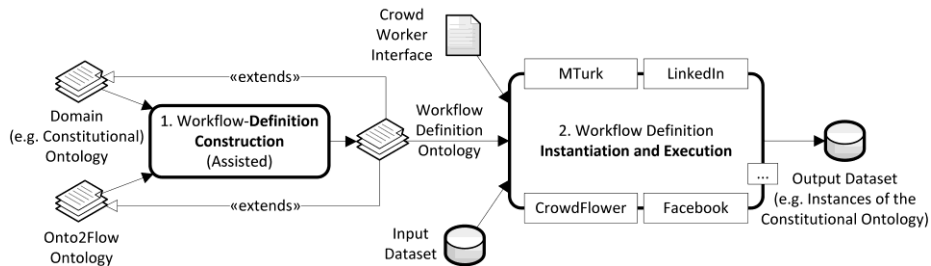 Crowd
Worker
Interface
«extends»
MTurk
LinkedIn
Domain
(e.g. Constitutional)
Ontology
1. Workflow-Definition
Construction
(Assisted)
Workflow
Definition
Ontology
2. Workflow Definition
Instantiation and Execution
...
Output Dataset
(e.g. Instances of the
Constitutional Ontology)
«extends»
Onto2Flow
Ontology
Input
Dataset
CrowdFlower
Facebook